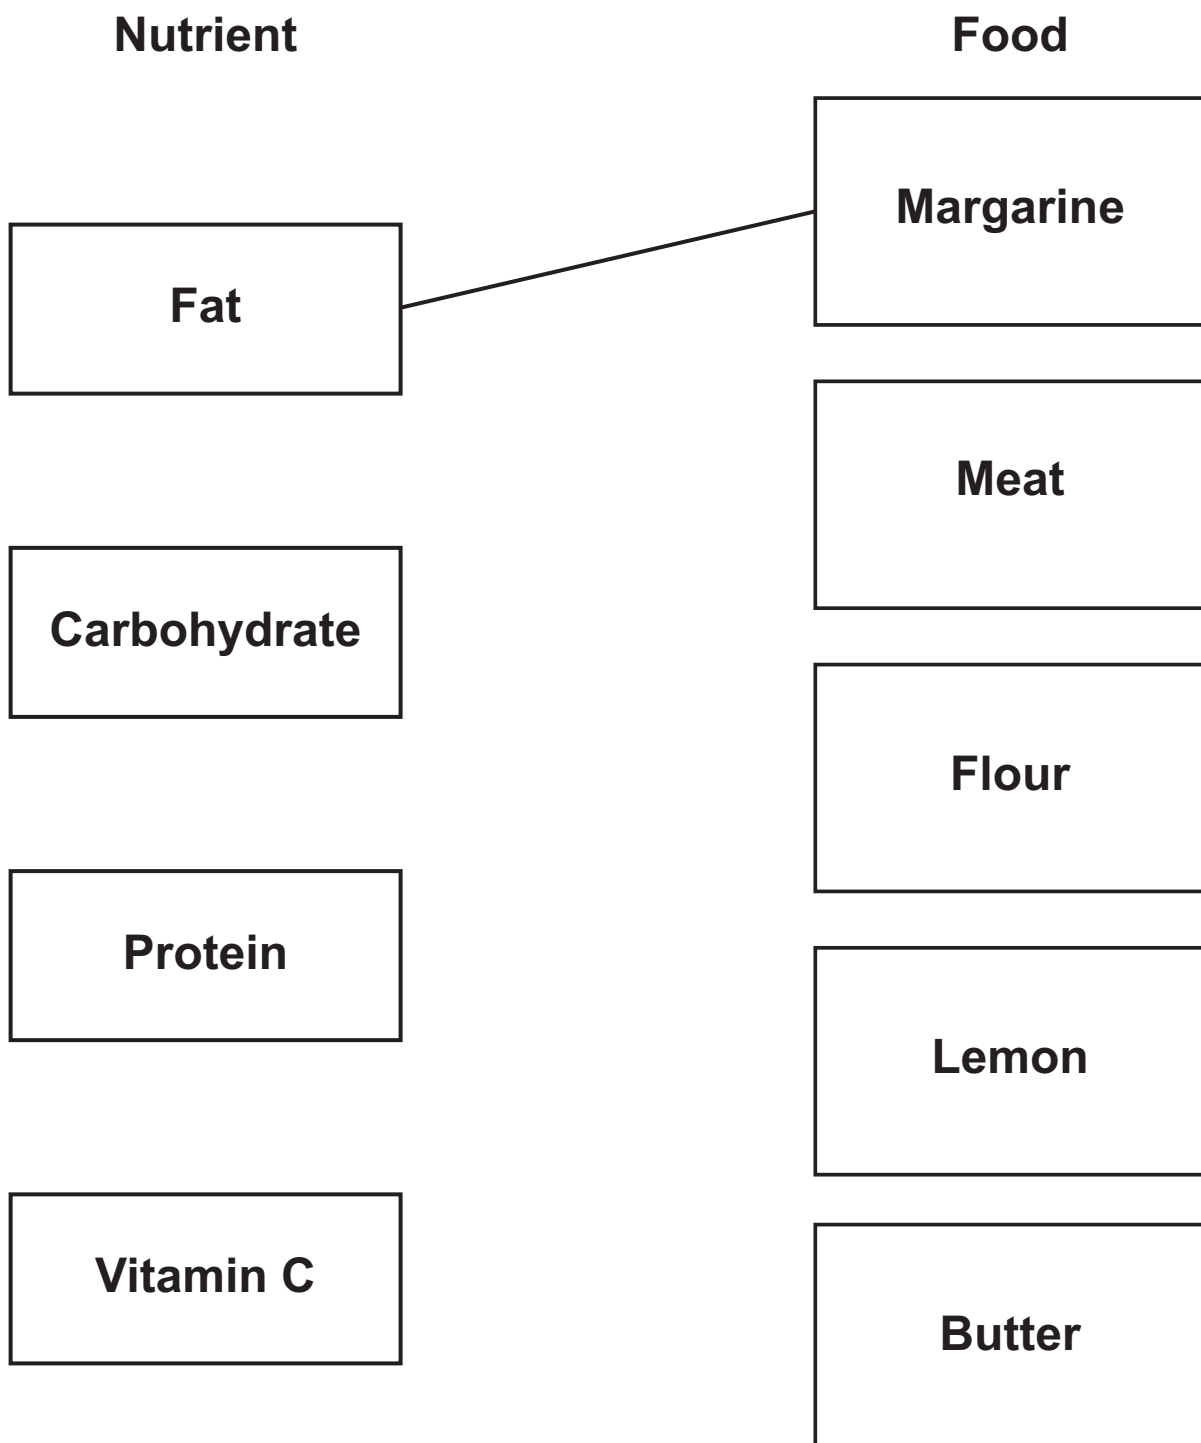 Nutrient
Food
Margarine
Fat
Meat
Carbohydrate
Flour
Protein
Lemon
Vitamin C
Butter